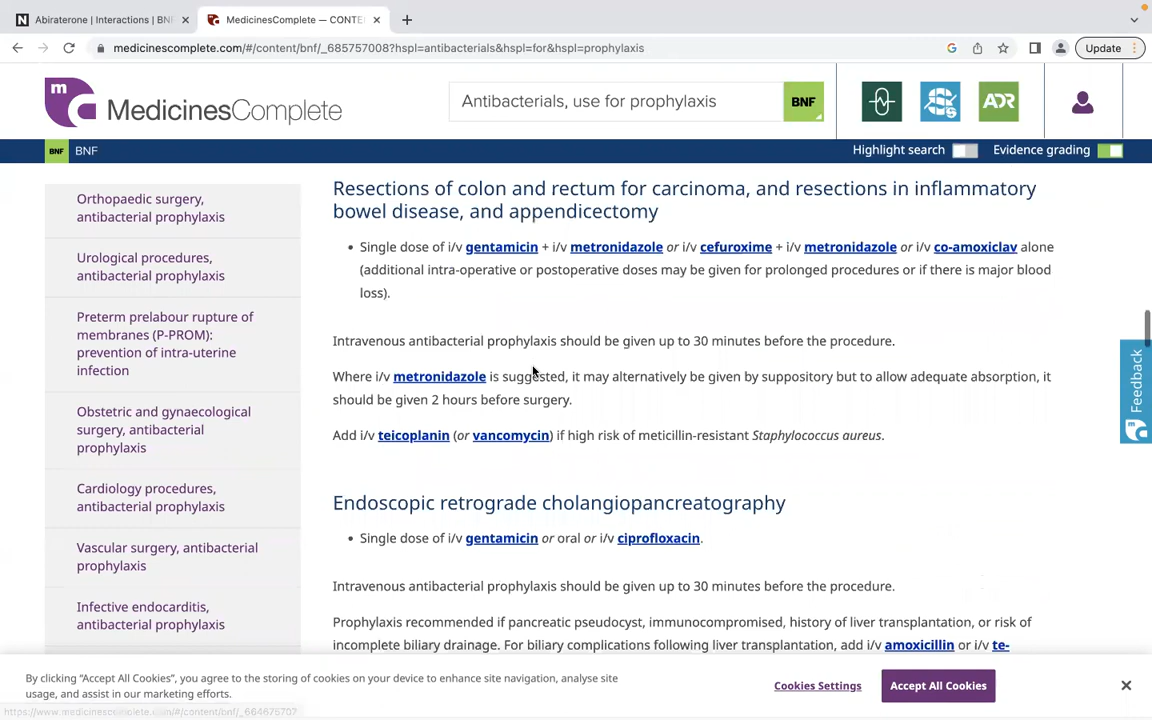 Abiraterone | Interactions | BN
MedicinesComplete — CONTE
medicinescomplete.com/#/content/bnf/_685757008?hspl=antibacterials&hspl=for&hspl=prophylaxis
Update
MedicinesComplete
Antibacterials, use for prophylaxis
BNF
ADR
BNF
BNF
Highlight search
Evidence grading
Orthopaedic surgery,
antibacterial prophylaxis
Urological procedures,
antibacterial prophylaxis
Preterm prelabour rupture of
membranes (P-PROM):
prevention of intra-uterine
infection
Obstetric and gynaecological
surgery, antibacterial
prophylaxis
Cardiology procedures,
antibacterial prophylaxis
Vascular surgery, antibacterial
prophylaxis
Infective endocarditis,
antibacterial prophylaxis
Resections of colon and rectum for carcinoma, and resections in inflammatory
bowel disease, and appendicectomy
• Single dose of i/v gentamicin + i/v metronidazole or i/v cefuroxime + i/v metronidazole or i/v co-amoxiclav alone
(additional intra-operative or postoperative doses may be given for prolonged procedures or if there is major blood
loss).
Intravenous antibacterial prophylaxis should be given up to 30 minutes before the procedure.
Where i/v metronidazole is suggested, it may alternatively be given by suppository but to allow adequate absorption, it
should be given 2 hours before surgery.
Add i/v teicoplanin (or vancomycin) if high risk of meticillin-resistant Staphylococcus aureus.
Endoscopic retrograde cholangiopancreatography
• Single dose of i/v gentamicin or oral or i/v ciprofloxacin.
Intravenous antibacterial prophylaxis should be given up to 30 minutes before the procedure.
Prophylaxis recommended if pancreatic pseudocyst, immunocompromised, history of liver transplantation, or risk of
incomplete biliary drainage. For biliary complications following liver transplantation, add i/v amoxicillin or i/v te-
Feedback
By clicking “Accept All Cookies”, you agree to the storing of cookies on your device to enhance site navigation, analyse site
usage, and assist in our marketing efforts.
Cookies Settings
Accept All Cookies
https://www.medicinescomplete.com/#/content/bnf/_664676707?